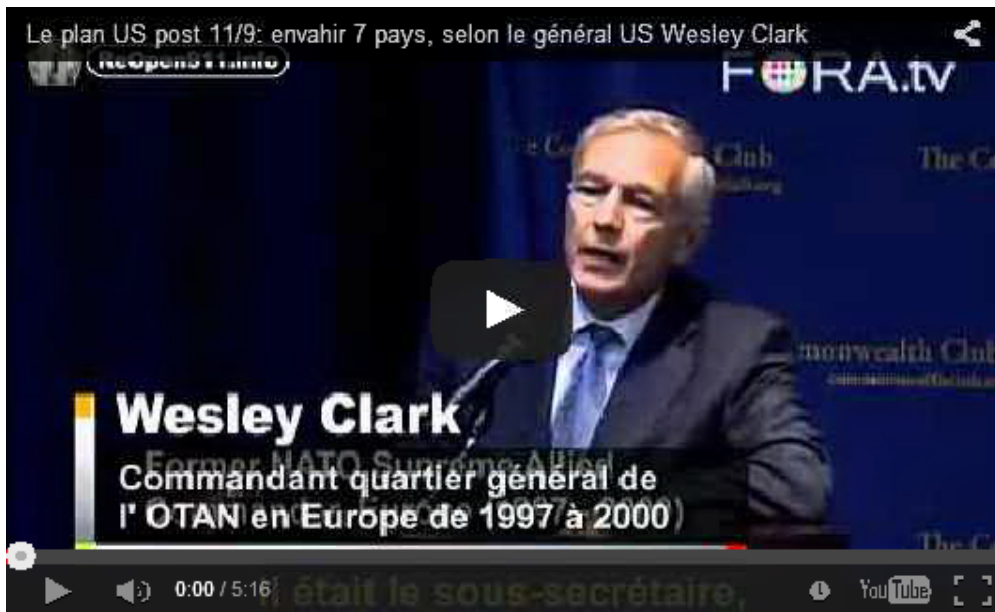 Le plan US post 11/9: envahir 7 pays, selon le général US Wesley Clark
ReOpen911.info
FORA.tv
Club
The Co
monwealth Club
Wesley Clark
Former NATO Supreme Allied
Commandant quartier général de
l' OTAN en Europe de 1997 à 2000
The C
0:00 / 5:16
Il était le sous-secrétaire,
YouTube